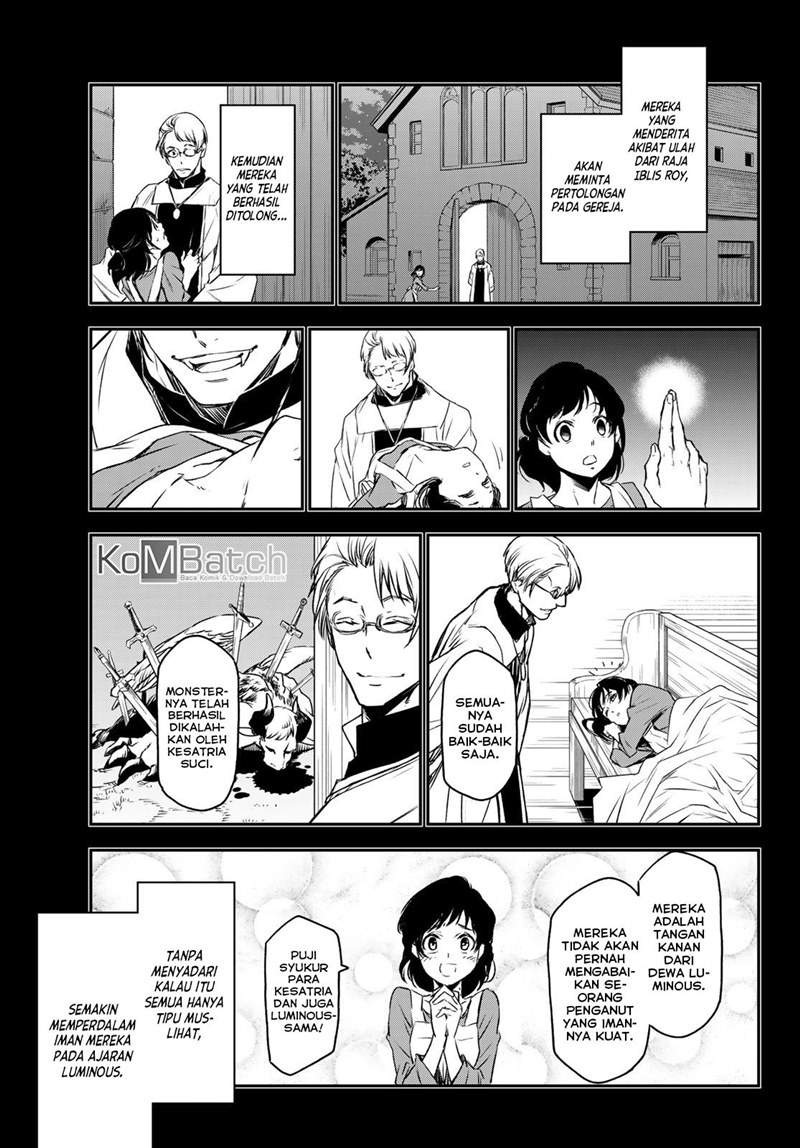 MEREKA
YANG
MENDERITA
AKIBAT ULAH
DARI RAJA
IBLIS ROY,
AKAN
MEMINTA
PERTOLONGAN
PADA GEREJA.
KEMUDIAN
MEREKA
YANG TELAH
BERHASIL
DITOLONG...
SEMUA-
NYA
SUDAH
BAIK-BAIK
SAJA.
KoMBatch
Baca Komik & Download Batch
MONSTER-
NYA TELAH
BERHASIL
DIKALAH-
KAN OLEH
KESATRIA
SUCI.
MEREKA
ADALAH
TANGAN
KANAN
DARI
DEWA LU-
MINOUS.
MEREKA
TIDAK AKAN
PERNAH
MENGABAI-
KAN SE-
ORANG
PENGANUT
YANG IMAN-
NYA KUAT.
PUJI
SYUKUR
PARA
KESATRIA
DAN JUGA
LUMINOUS-
SAMA!
TANPA
MENYADARI
KALAU ITU
SEMUA HANYA
TIPU MUS-
LIHAT,
SEMAKIN
MEMPERDALAM
IMAN MEREKA
PADA AJARAN
LUMINOUS.